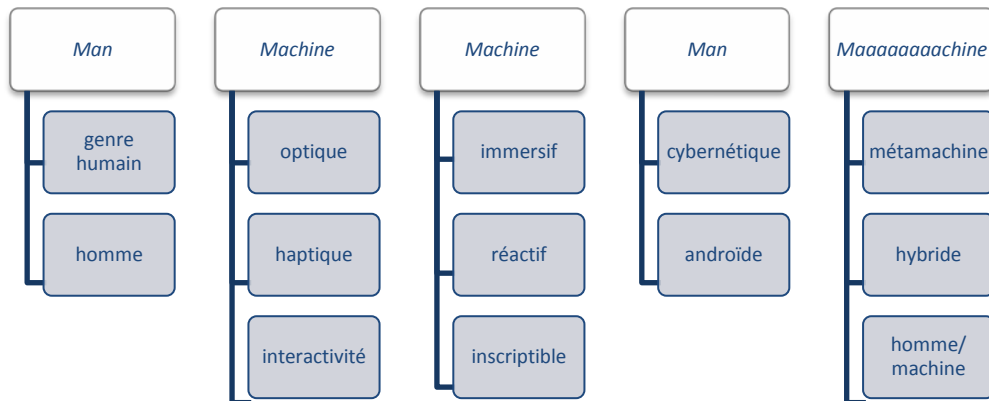 Man
genre
humain
homme
Machine
optique
haptique
interactivité
Machine
immersif
réactif
inscriptible
Man
cybernétique
androïde
Maaaaaaaachine
métamachine
hybride
homme/
machine